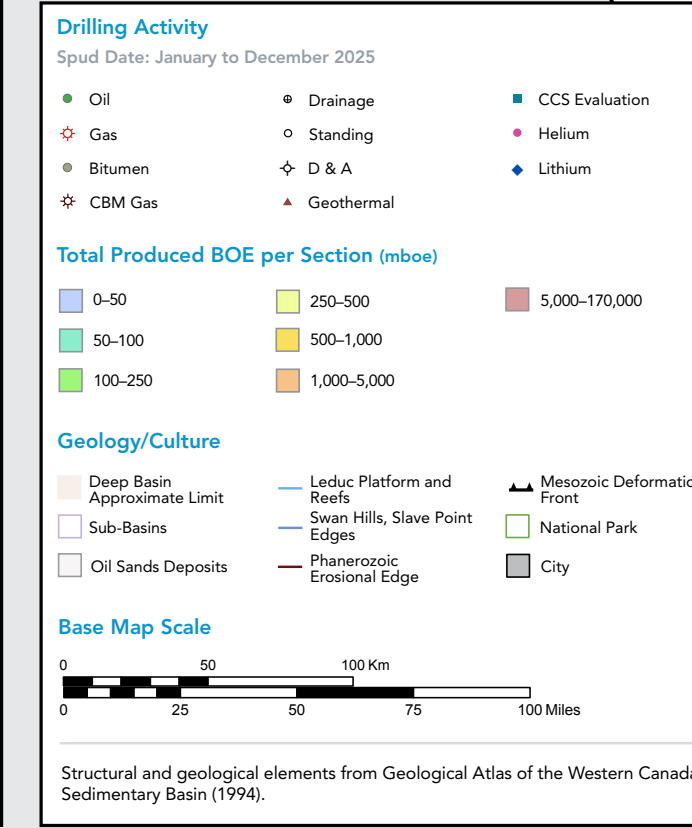 Drilling Activity
Spud Date: January to December 2025
Oil
Drainage
CCS Evaluation
Gas
Standing
Helium
Bitumen
D & A
Lithium
CBM Gas
Geothermal
Total Produced BOE per Section (mboe)
0–50
250–500
5,000–170,000
50–100
500–1,000
100–250
1,000–5,000
Geology/Culture
Deep Basin
Approximate Limit
Leduc Platform and
Reefs
Mesozoic Deformatio
Front
Sub-Basins
Swan Hills, Slave Point
Edges
National Park
Oil Sands Deposits
Phanerozoic
Erosional Edge
City
Base Map Scale
0 50 100 Km
0 25 50 75 100 Miles
Structural and geological elements from Geological Atlas of the Western Canada
Sedimentary Basin (1994).